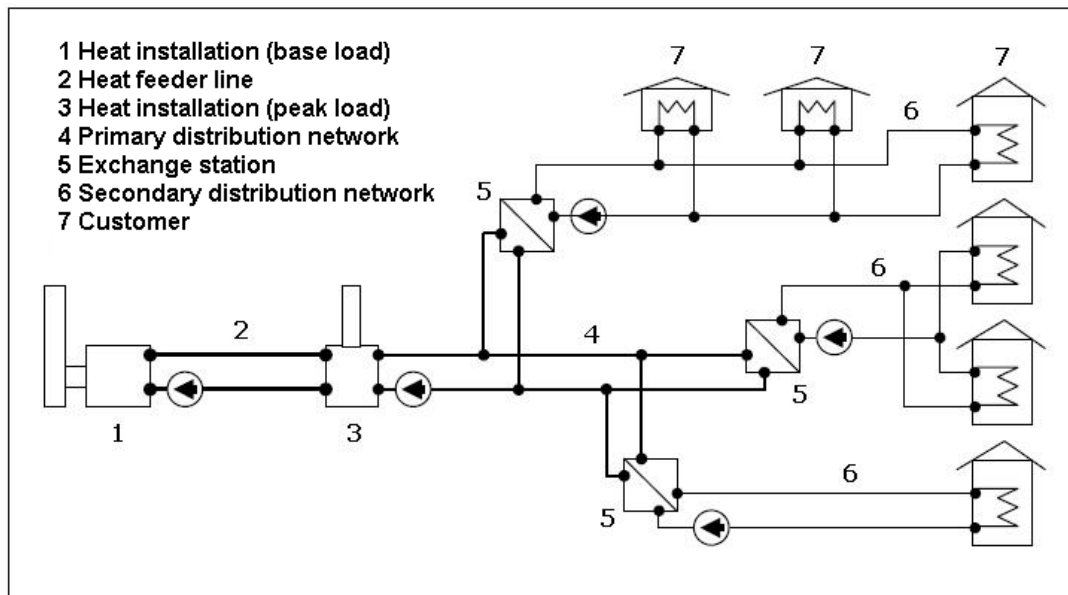 1 Heat installation (base load)
2 Heat feeder line
3 Heat installation (peak load)
4 Primary distribution network
5 Exchange station
6 Secondary distribution network
7 Customer
7
7
7
6
5
6
2
4
5
1
3
6
5